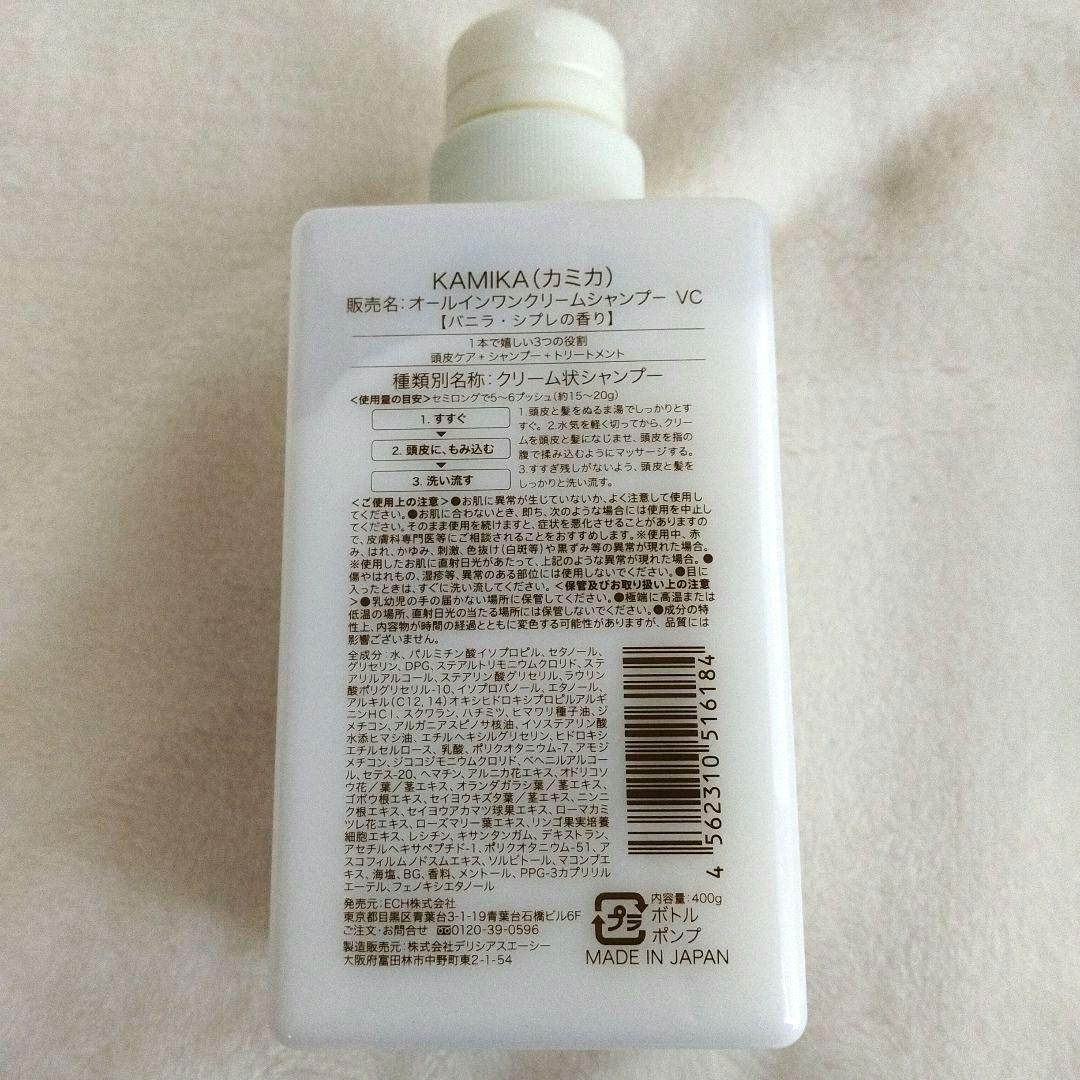 KAMIKA(カミカ)
販売名:オールインワンクリームシャンプー VC
【バニラ・シプレの香り】
1本で嬉しい3つの役割
頭皮ケア+シャンプー+トリートメント
種類別名称:クリーム状シャンプー
<使用量の目安>セミロングで5〜6プッシュ(約15〜20g)
1. すすぐ
2. 頭皮に、もみ込む
3. 洗い流す
1.頭皮と髪をぬるま湯でしっかりとす
すぐ。2.水気を軽く切ってから、クリー
ムを頭皮と髪になじませ、頭皮を指の
腹で揉み込むようにマッサージする。
3.すすぎ残しがないよう、頭皮と髪を
しっかりと洗い流す。
<ご使用上の注意>●お肌に異常が生じていないか、よく注意して使用し
てください。●お肌に合わないとき、即ち、次のような場合には使用を中止し
てください。そのまま使用を続けますと、症状を悪化させることがありますの
で、皮膚科専門医等にご相談されることをおすすめします。※使用中、赤
み、はれ、かゆみ、刺激、色抜け(白斑等)や黒ずみ等の異常が現れた場合。
※使用したお肌に直射日光があたって、上記のような異常が現れた場合。●
傷やはれもの、湿疹等、異常のある部位には使用しないでください。●目に
入ったときは、すぐに洗い流してください。<保管及びお取り扱い上の注意
>●乳幼児の手の届かない場所に保管してください。●極端に高温または
低温の場所、直射日光の当たる場所には保管しないでください。●成分の特
性上、内容物が時間の経過とともに変色する可能性がありますが、品質には
影響ございません。
全成分:水、パルミチン酸イソプロピル、セタノール、
グリセリン、DPG、ステアルトリモニウムクロリド、ステ
アリルアルコール、ステアリン酸グリセリル、ラウリン
酸ポリグリセリル-10、イソプロパノール、エタノール、
アルキル(C12,14)オキシヒドロキシプロピルアルギ
ニンHCl、スクワラン、ハチミツ、ヒマワリ種子油、ジ
メチコン、アルガニアスピノサ核油、イソステアリン酸
水添ヒマシ油、エチルヘキシルグリセリン、ヒドロキシ
エチルセルロース、乳酸、ポリクオタニウム-7、アモジ
メチコン、ジココジモニウムクロリド、ベヘニルアルコー
ル、セテス-20、ヘマチン、アルニカ花エキス、オドリコソ
ウ花/葉/茎エキス、オランダガラシ葉/茎エキス、
ゴボウ根エキス、セイヨウキズタ葉/茎エキス、ニンニ
ク根エキス、セイヨウアカマツ球果エキス、ローマカミ
ツレ花エキス、ローズマリー葉エキス、リンゴ果実培養
細胞エキス、レシチン、キサンタンガム、デキストラン、
アセチルヘキサペプチド-1、ポリクオタニウム-51、ア
スコフィルムノドスムエキス、ソルビトール、マコンブエ
キス、海塩、BG、香料、メントール、PPG-3カプリリル
エーテル、フェノキシエタノール
4 562310 516184
発売元:ECH株式会社
東京都目黒区青葉台3-1-19青葉台石橋ビル6F
ご注文・お問合せ 0120-39-0596
製造販売元:株式会社デリシアスエーシー
大阪府富田林市中野町東2-1-54
プラ
内容量:400g
ボトル
ポンプ
MADE IN JAPAN